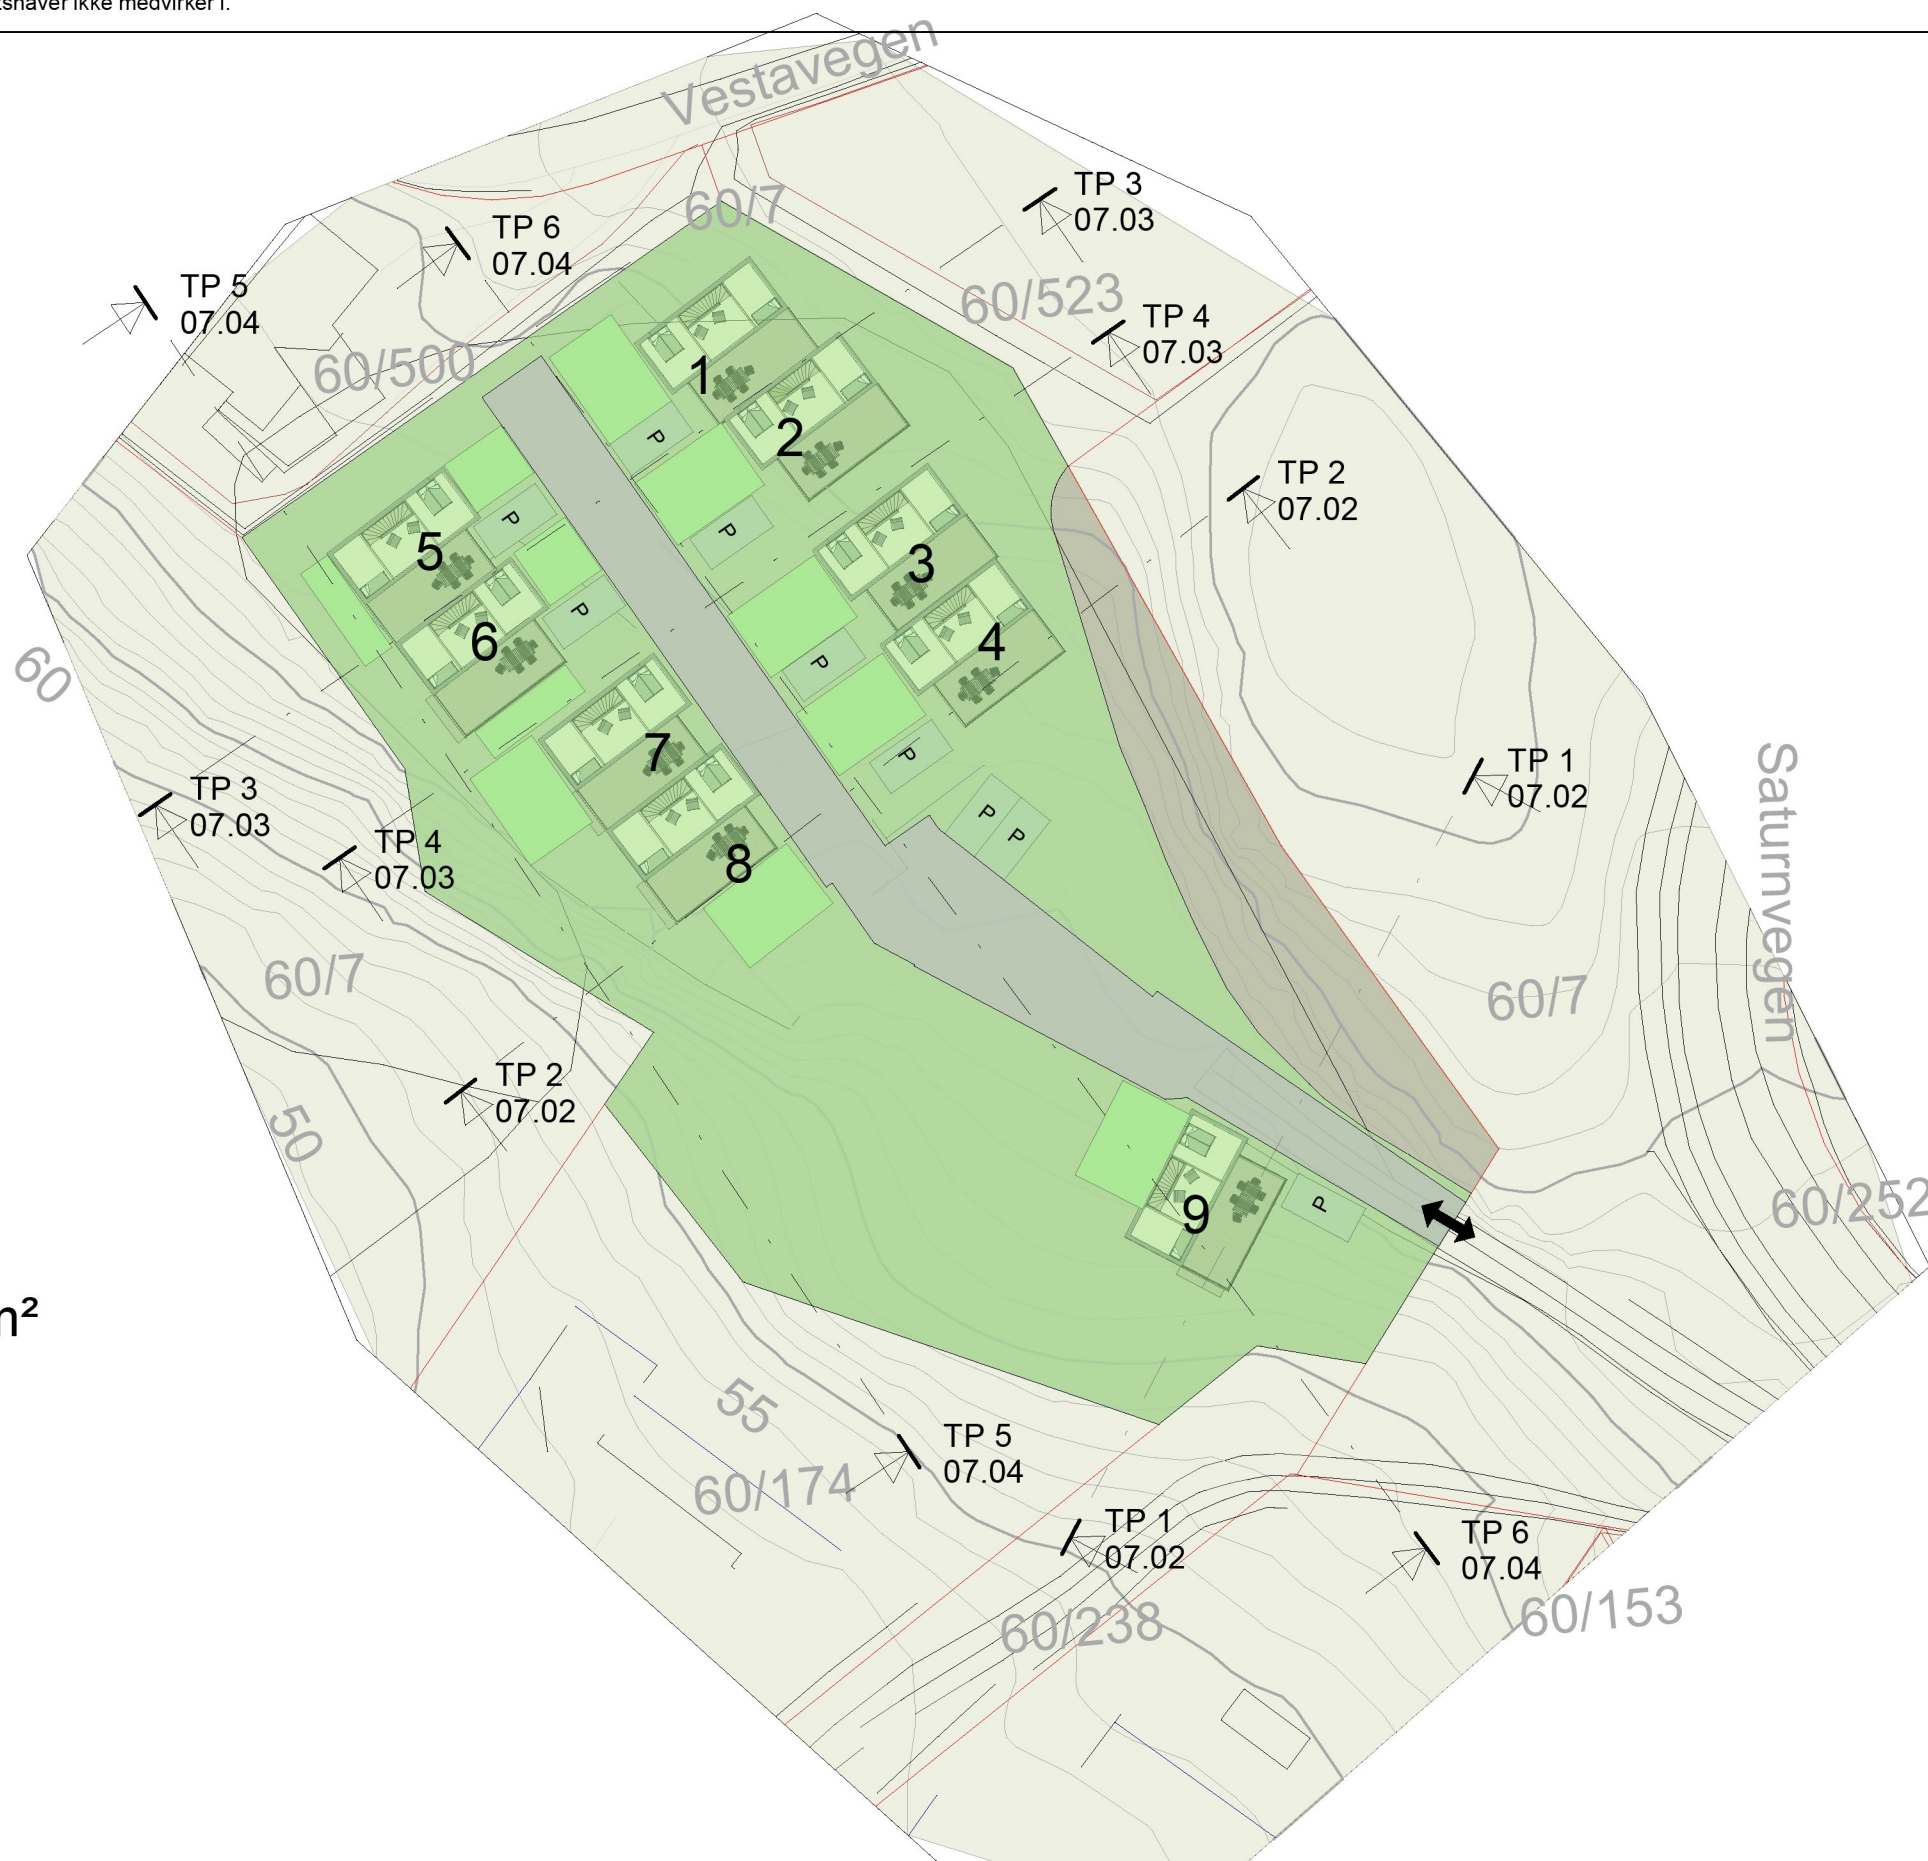 tshaver ikke medvirker i.
Vestavegen
60/7
TP 3
07.03
TP 6
07.04
TP 5
07.04
60/523
60/500
TP 4
07.03
1
2
P
TP 2
07.02
P
5
3
P
6
P
4
P
60
7
P
TP 1
07.02
Saturnvegen
TP 3
07.03
P
P
TP 4
07.03
8
60/7
60/7
TP 2
07.02
50
9
P
60/252
m²
55
TP 5
07.04
60/174
TP 1
07.02
TP 6
07.04
60/238
60/153